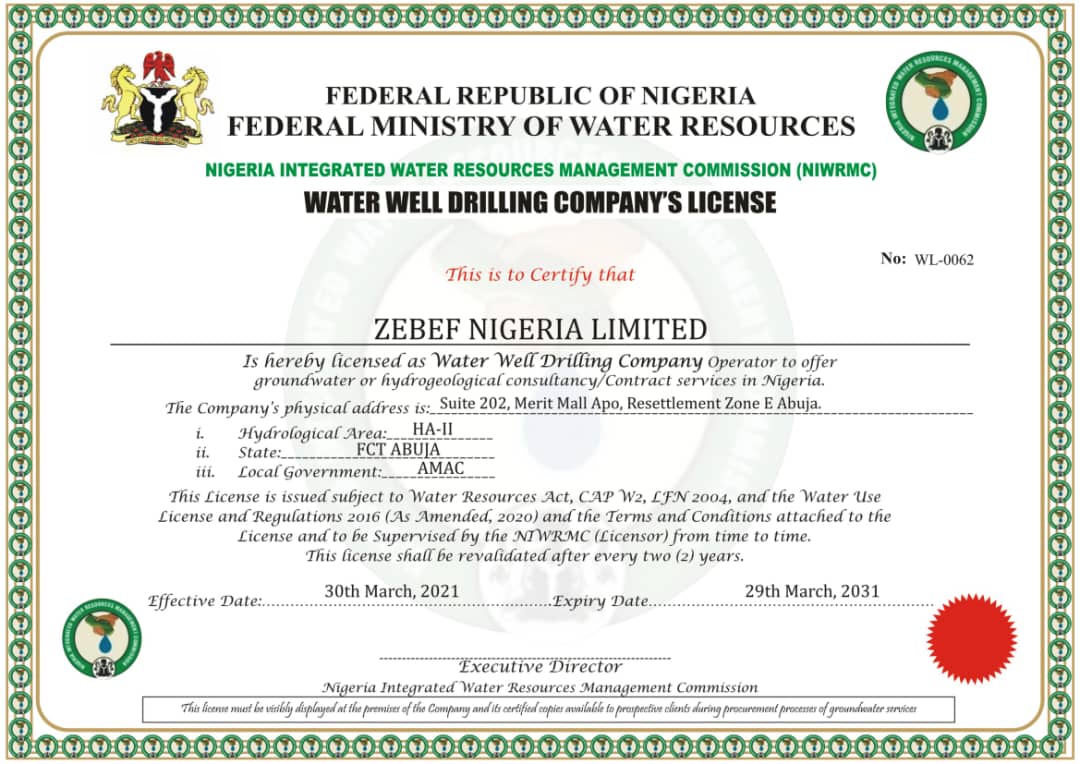 FEDERAL REPUBLIC OF NIGERIA
FEDERAL MINISTRY OF WATER RESOURCES
NIGERIA INTEGRATED WATER RESOURCES MANAGEMENT COMMISSION (NIWRMC)
WATER WELL DRILLING COMPANY'S LICENSE
No: WL-0062
This is to Certify that
ZEBEF NIGERIA LIMITED
Is hereby licensed as Water Well Drilling Company Operator to offer
groundwater or hydrogeological consultancy/Contract services in Nigeria.
The Company's physical address is: Suite 202, Merit Mall Apo, Resettlement Zone E Abuja.
i. Hydrological Area: HA-II
ii. State: FCT ABUJA
iii. Local Government: AMAC
This License is issued subject to Water Resources Act, CAP W2, LFN 2004, and the Water Use
License and Regulations 2016 (As Amended, 2020) and the Terms and Conditions attached to the
License and to be Supervised by the NIWRMC (Licensor) from time to time.
This license shall be revalidated after every two (2) years.
Effective Date: 30th March, 2021 Expiry Date 29th March, 2031
Executive Director
Nigeria Integrated Water Resources Management Commission
This license must be visibly displayed at the premises of the Company and its certified copies available to prospective clients during procurement processes of groundwater services
NIGERIA INTEGRATED WATER RESOURCES MANAGEMENT COMMISSION
NIGERIA INTEGRATED WATER RESOURCES MANAGEMENT COMMISSION